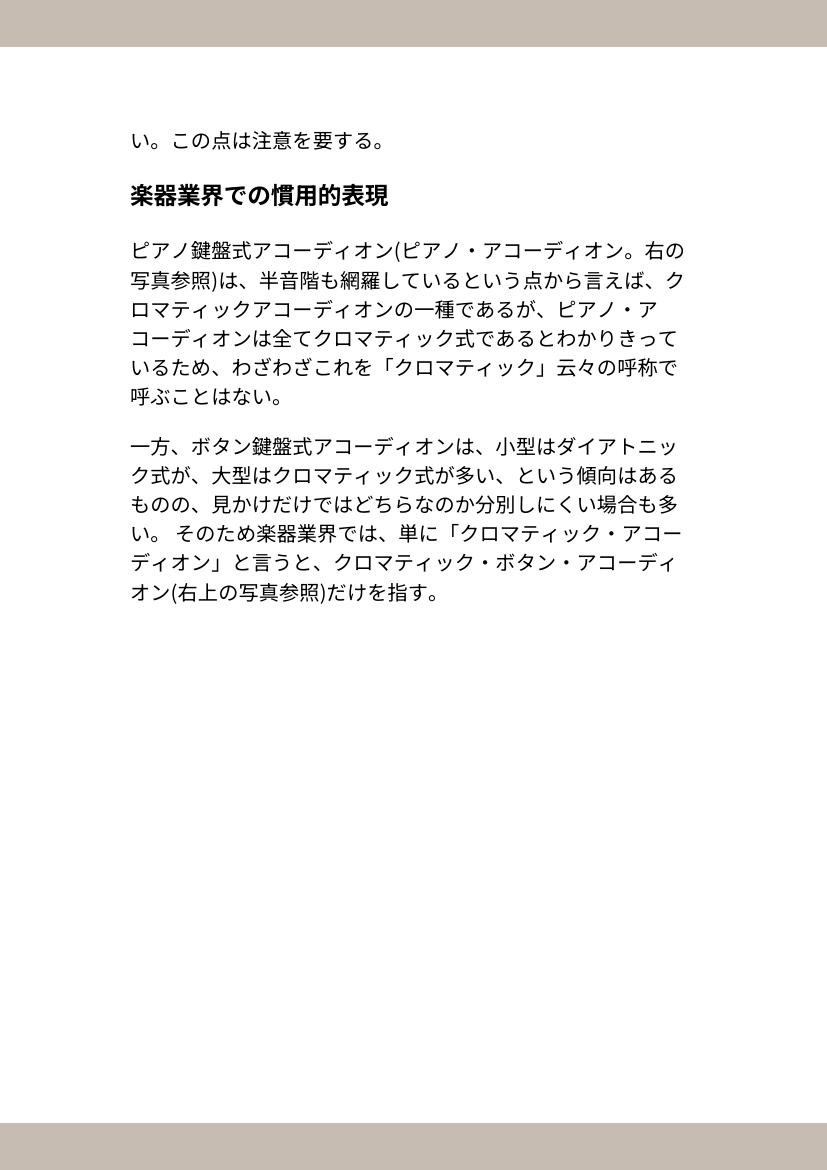 い。この点は注意を要する。
楽器業界での慣用的表現
ピアノ鍵盤式アコーディオン(ピアノ・アコーディオン。右の
写真参照)は、半音階も網羅しているという点から言えば、ク
ロマティックアコーディオンの一種であるが、ピアノ・ア
コーディオンは全てクロマティック式であるとわかりきって
いるため、わざわざこれを「クロマティック」云々の呼称で
呼ぶことはない。
一方、ボタン鍵盤式アコーディオンは、小型はダイアトニッ
ク式が、大型はクロマティック式が多い、という傾向はある
ものの、見かけだけではどちらなのか分別しにくい場合も多
い。 そのため楽器業界では、単に「クロマティック・アコー
ディオン」と言うと、クロマティック・ボタン・アコーディ
オン(右上の写真参照)だけを指す。